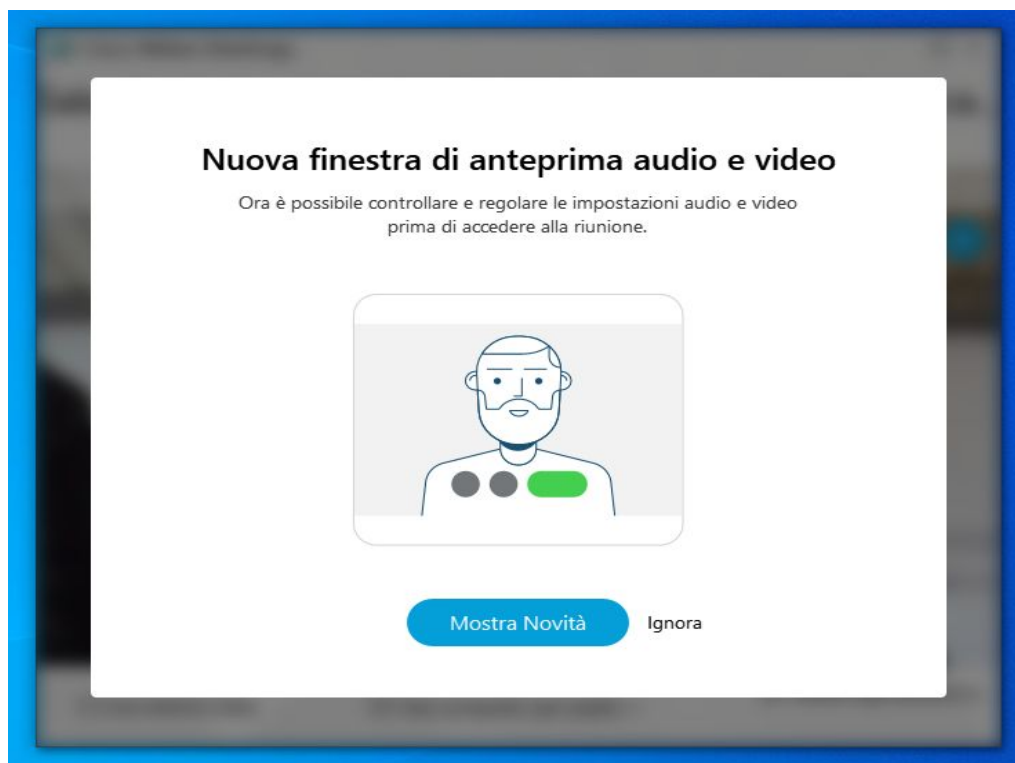 Nuova finestra di anteprima audio e video
Ora è possibile controllare e regolare le impostazioni audio e video
prima di accedere alla riunione.
Mostra Novità
Ignora